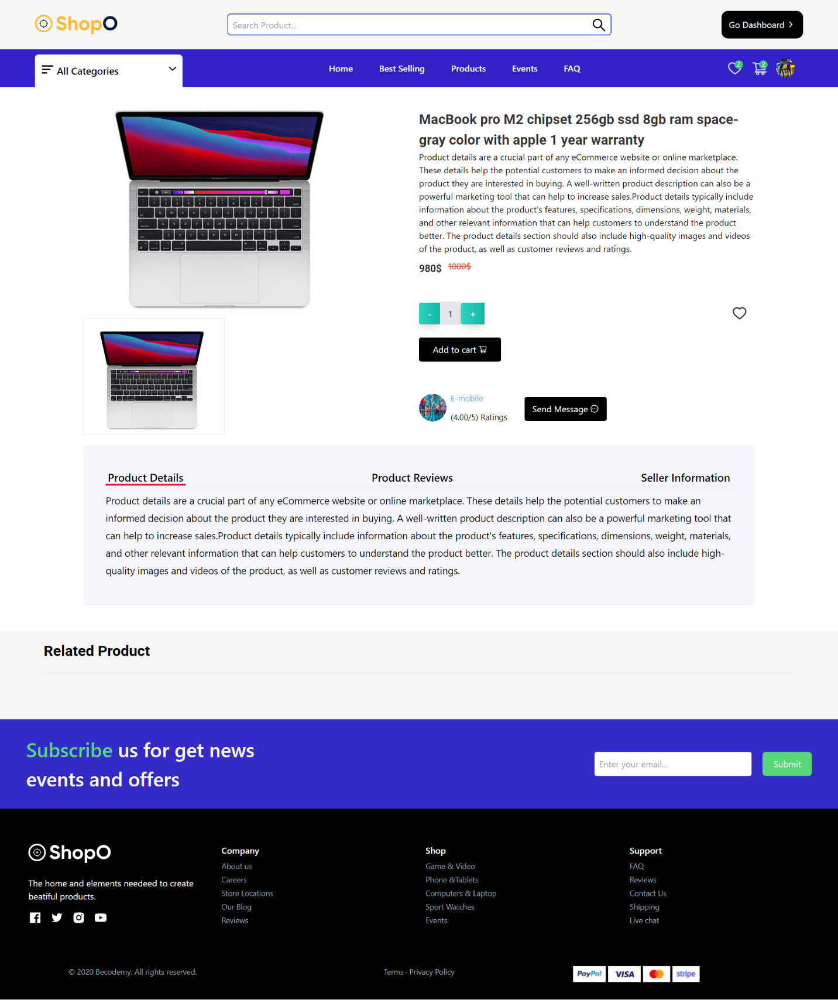 ShopO
Search Product...
Go Dashboard
All Categories
Home
Best Selling
Products
Events
FAQ
2
2
MacBook pro M2 chipset 256gb ssd 8gb ram space-
gray color with apple 1 year warranty
Product details are a crucial part of any eCommerce website or online marketplace.
These details help the potential customers to make an informed decision about the
product they are interested in buying. A well-written product description can also be a
powerful marketing tool that can help to increase sales.Product details typically include
information about the product's features, specifications, dimensions, weight, materials,
and other relevant information that can help customers to understand the product
better. The product details section should also include high-quality images and videos
of the product, as well as customer reviews and ratings.
980$ 1000$
- 1 +
Add to cart
E-mobile
(4.00/5) Ratings
Send Message
Product Details
Product Reviews
Seller Information
Product details are a crucial part of any eCommerce website or online marketplace. These details help the potential customers to make an
informed decision about the product they are interested in buying. A well-written product description can also be a powerful marketing tool that
can help to increase sales.Product details typically include information about the product's features, specifications, dimensions, weight, materials,
and other relevant information that can help customers to understand the product better. The product details section should also include high-
quality images and videos of the product, as well as customer reviews and ratings.
Related Product
Subscribe us for get news
events and offers
Enter your email...
Submit
ShopO
The home and elements needeed to create
beatiful products.
Company
About us
Careers
Store Locations
Our Blog
Reviews
Shop
Game & Video
Phone &Tablets
Computers & Laptop
Sport Watches
Events
Support
FAQ
Reviews
Contact Us
Shipping
Live chat
© 2020 Becodemy. All rights reserved.
Terms · Privacy Policy
PayPal
VISA
stripe